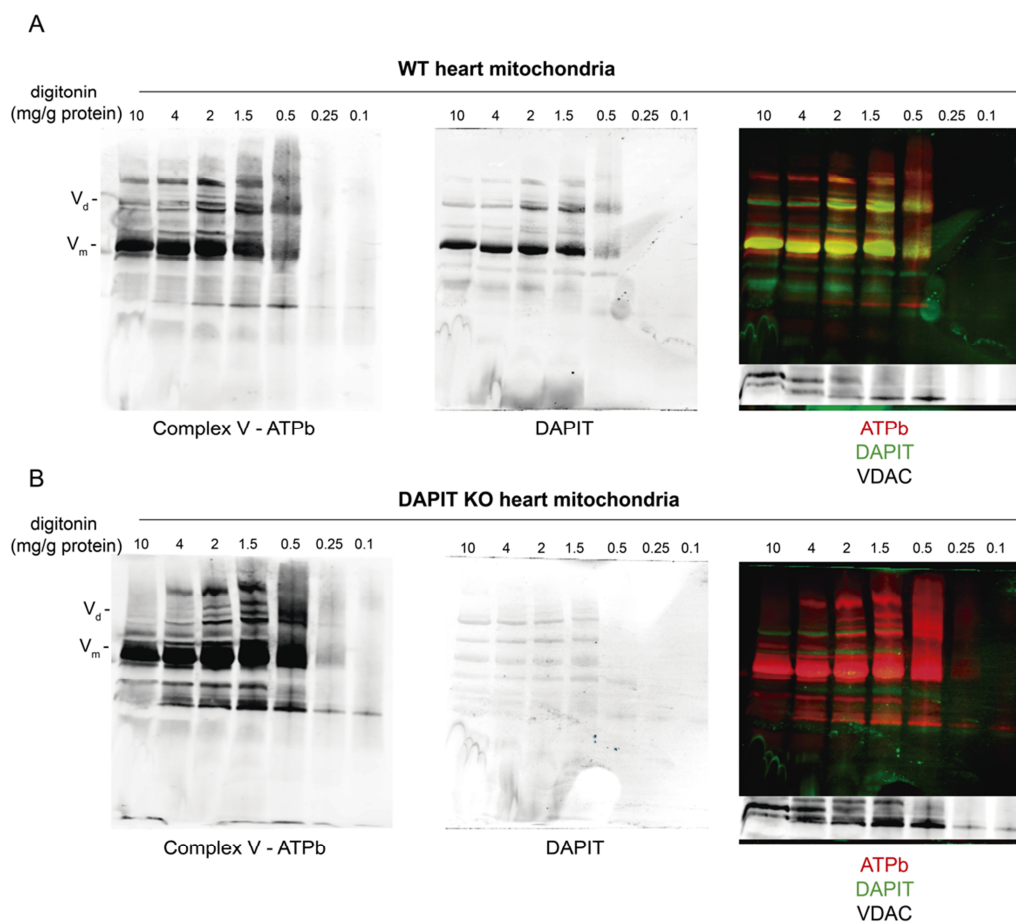 A
WT heart mitochondria
digitonin
(mg/g protein)
10 4 2 1.5 0.5 0.25 0.1
10 4 2 1.5 0.5 0.25 0.1
10 4 2 1.5 0.5 0.25 0.1
Vd -
Vm -
Complex V - ATPb
DAPIT
ATPb
DAPIT
VDAC
B
DAPIT KO heart mitochondria
digitonin
(mg/g protein)
10 4 2 1.5 0.5 0.25 0.1
10 4 2 1.5 0.5 0.25 0.1
10 4 2 1.5 0.5 0.25 0.1
Vd -
Vm -
Complex V - ATPb
DAPIT
ATPb
DAPIT
VDAC